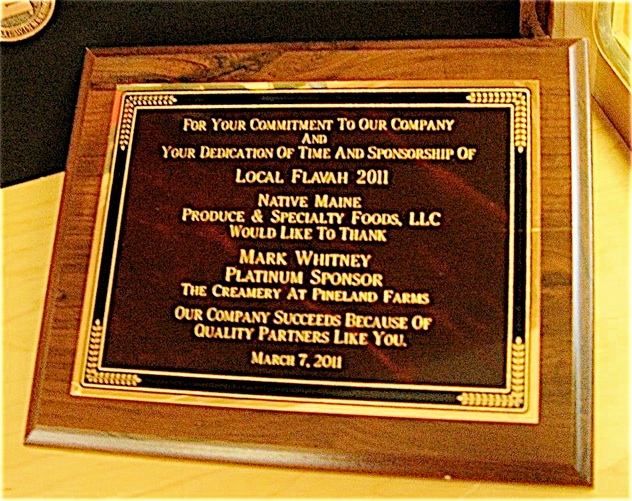 For Your Commitment To Our Company
And
Your Dedication Of Time And Sponsorship Of
Local Flavah 2011
Native Maine
Produce & Specialty Foods, LLC
Would Like To Thank
Mark Whitney
Platinum Sponsor
The Creamery At Pineland Farms
Our Company Succeeds Because Of
Quality Partners Like You.
March 7, 2011